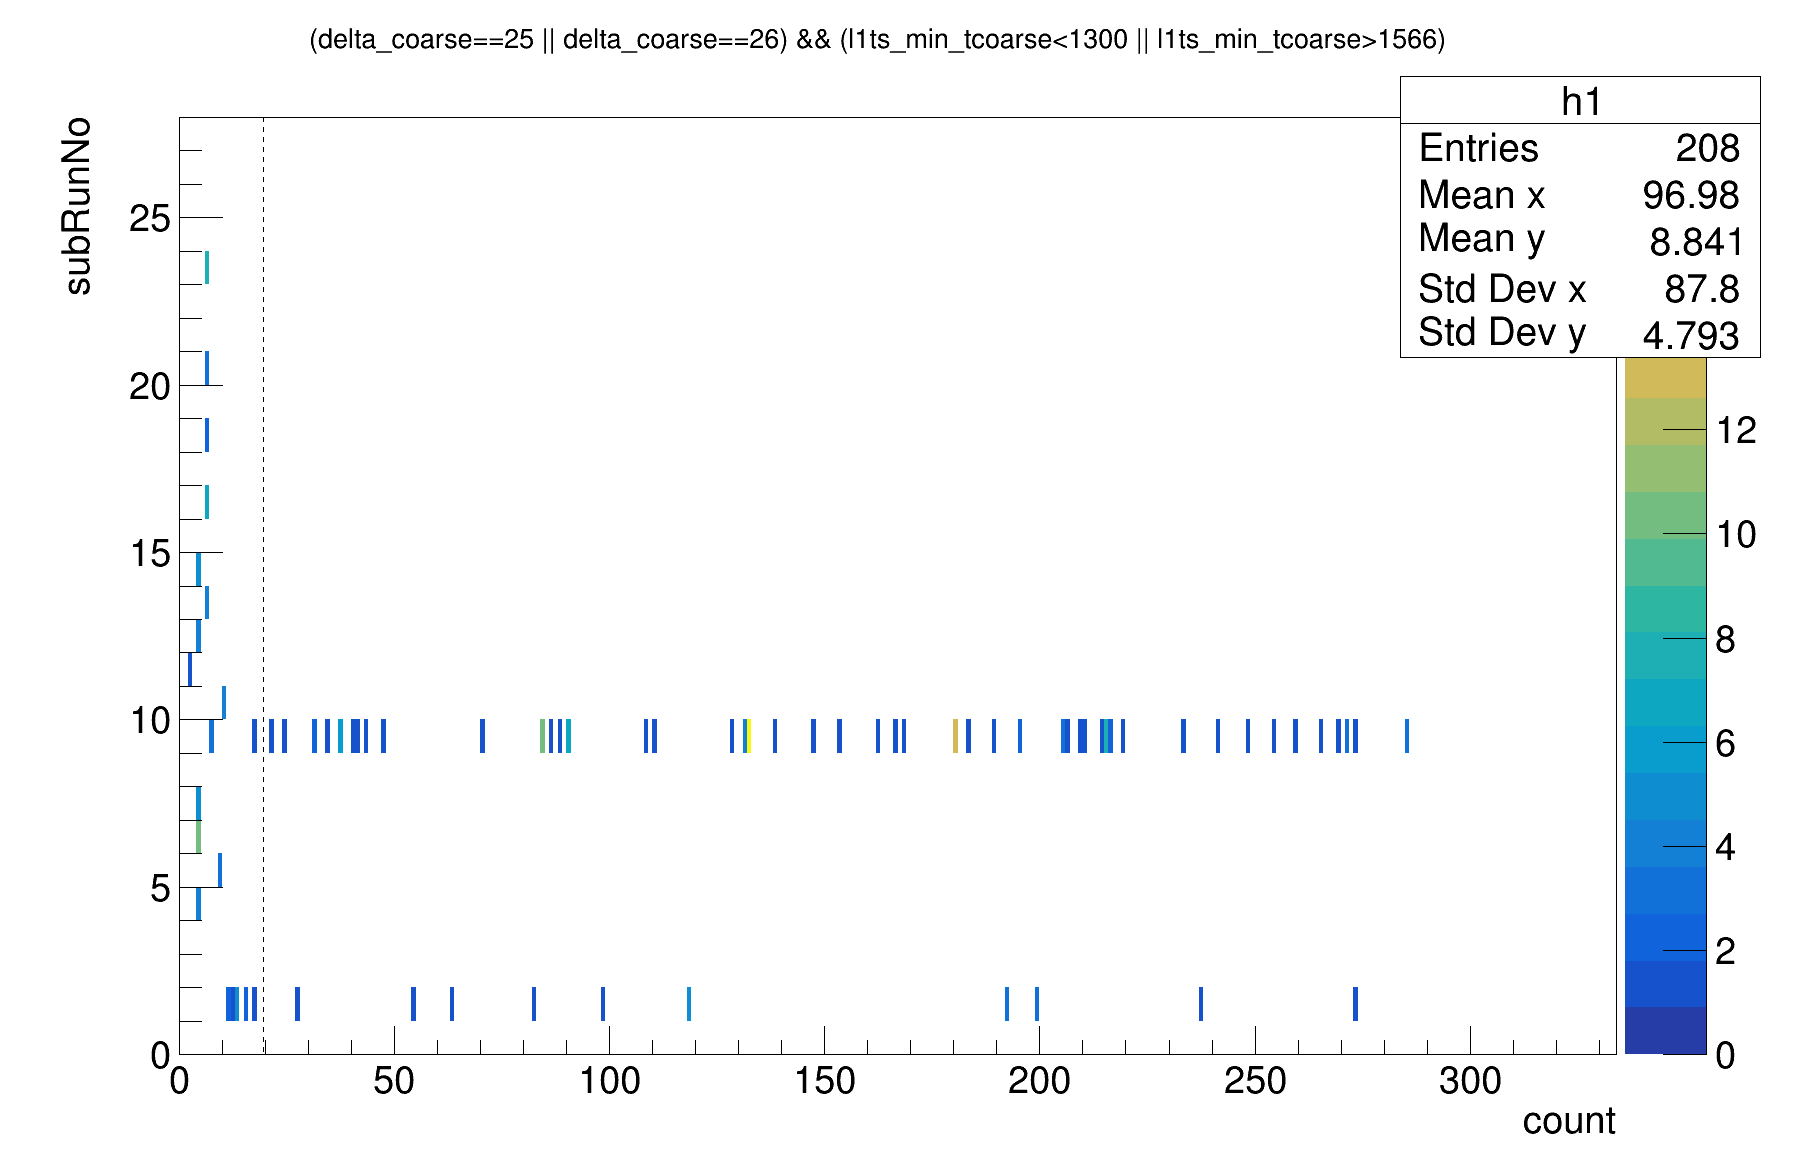 (delta_coarse==25 || delta_coarse==26) && (l1ts_min_tcoarse<1300 || l1ts_min_tcoarse>1566)
h1
Entries 208
Mean x 96.98
Mean y 8.841
Std Dev x 87.8
Std Dev y 4.793
subRunNo
25
20
15
10
5
0
0 50 100 150 200 250 300
count
12
10
8
6
4
2
0